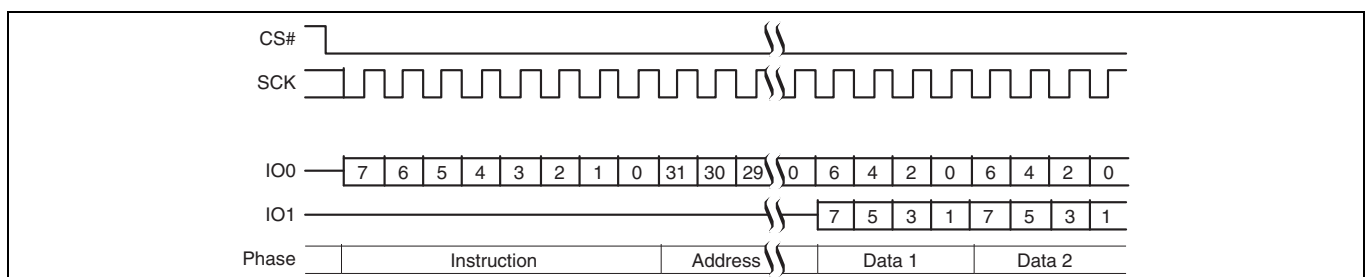 CS#
SCK
IO0 7 6 5 4 3 2 1 0 31 30 29 0 6 4 2 0 6 4 2 0
IO1 7 5 3 1 7 5 3 1
Phase Instruction Address Data 1 Data 2